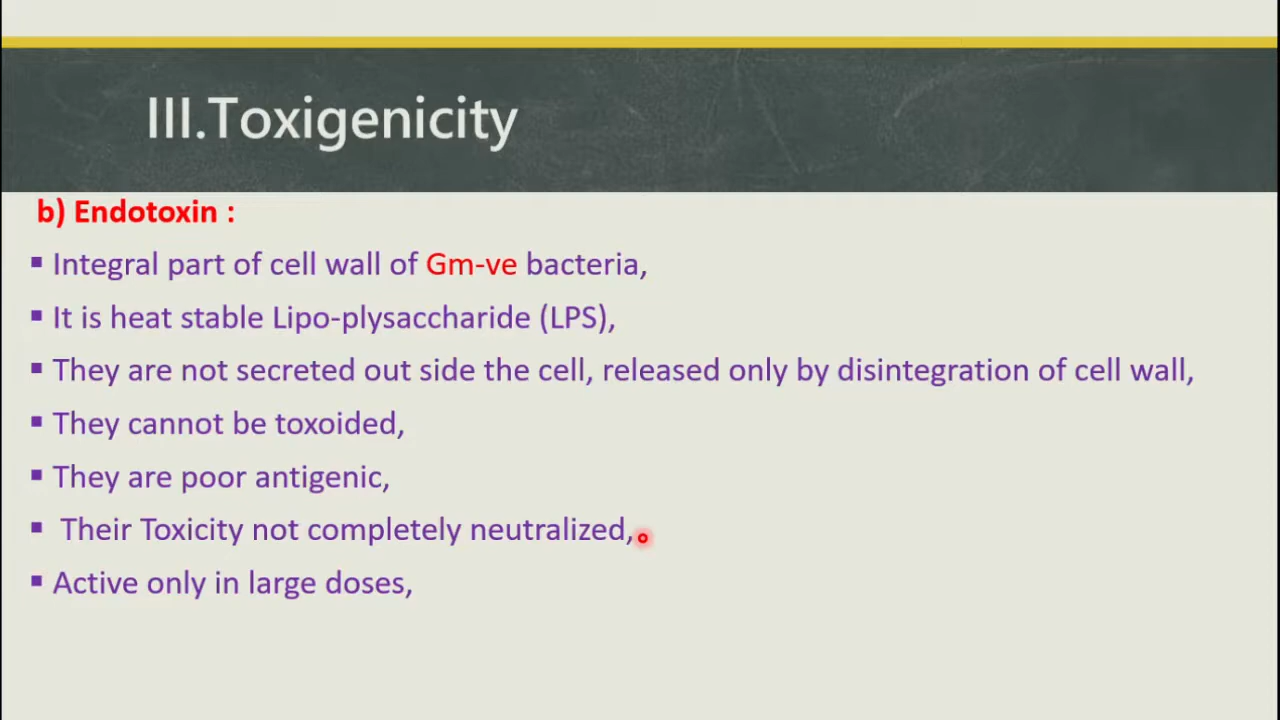 III.Toxigenicity
b) Endotoxin :
▪ Integral part of cell wall of Gm-ve bacteria,
▪ It is heat stable Lipo-plysaccharide (LPS),
▪ They are not secreted out side the cell, released only by disintegration of cell wall,
▪ They cannot be toxoided,
▪ They are poor antigenic,
▪ Their Toxicity not completely neutralized,
▪ Active only in large doses,